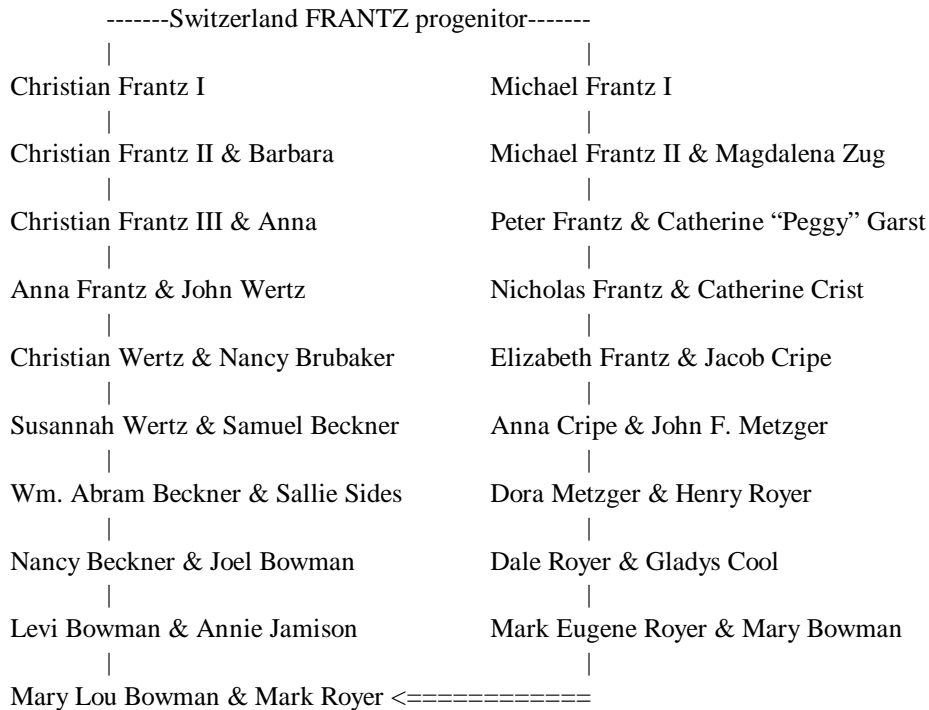 -------Switzerland FRANTZ progenitor-------
| |
Christian Frantz I Michael Frantz I
| |
Christian Frantz II & Barbara Michael Frantz II & Magdalena Zug
| |
Christian Frantz III & Anna Peter Frantz & Catherine “Peggy” Garst
| |
Anna Frantz & John Wertz Nicholas Frantz & Catherine Crist
| |
Christian Wertz & Nancy Brubaker Elizabeth Frantz & Jacob Cripe
| |
Susannah Wertz & Samuel Beckner Anna Cripe & John F. Metzger
| |
Wm. Abram Beckner & Sallie Sides Dora Metzger & Henry Royer
| |
Nancy Beckner & Joel Bowman Dale Royer & Gladys Cool
| |
Levi Bowman & Annie Jamison Mark Eugene Royer & Mary Bowman
| |
Mary Lou Bowman & Mark Royer <============